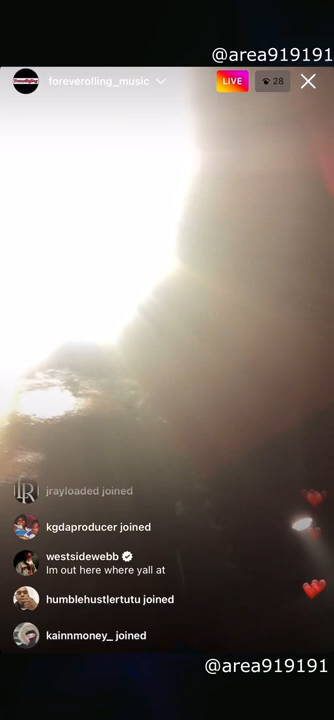 @area919191
foreverolling_music
LIVE
28
jrayloaded joined
kgdaproducer joined
westsidewebb
Im out here where yall at
humblehustlertutu joined
kainnmoney_ joined
@area919191